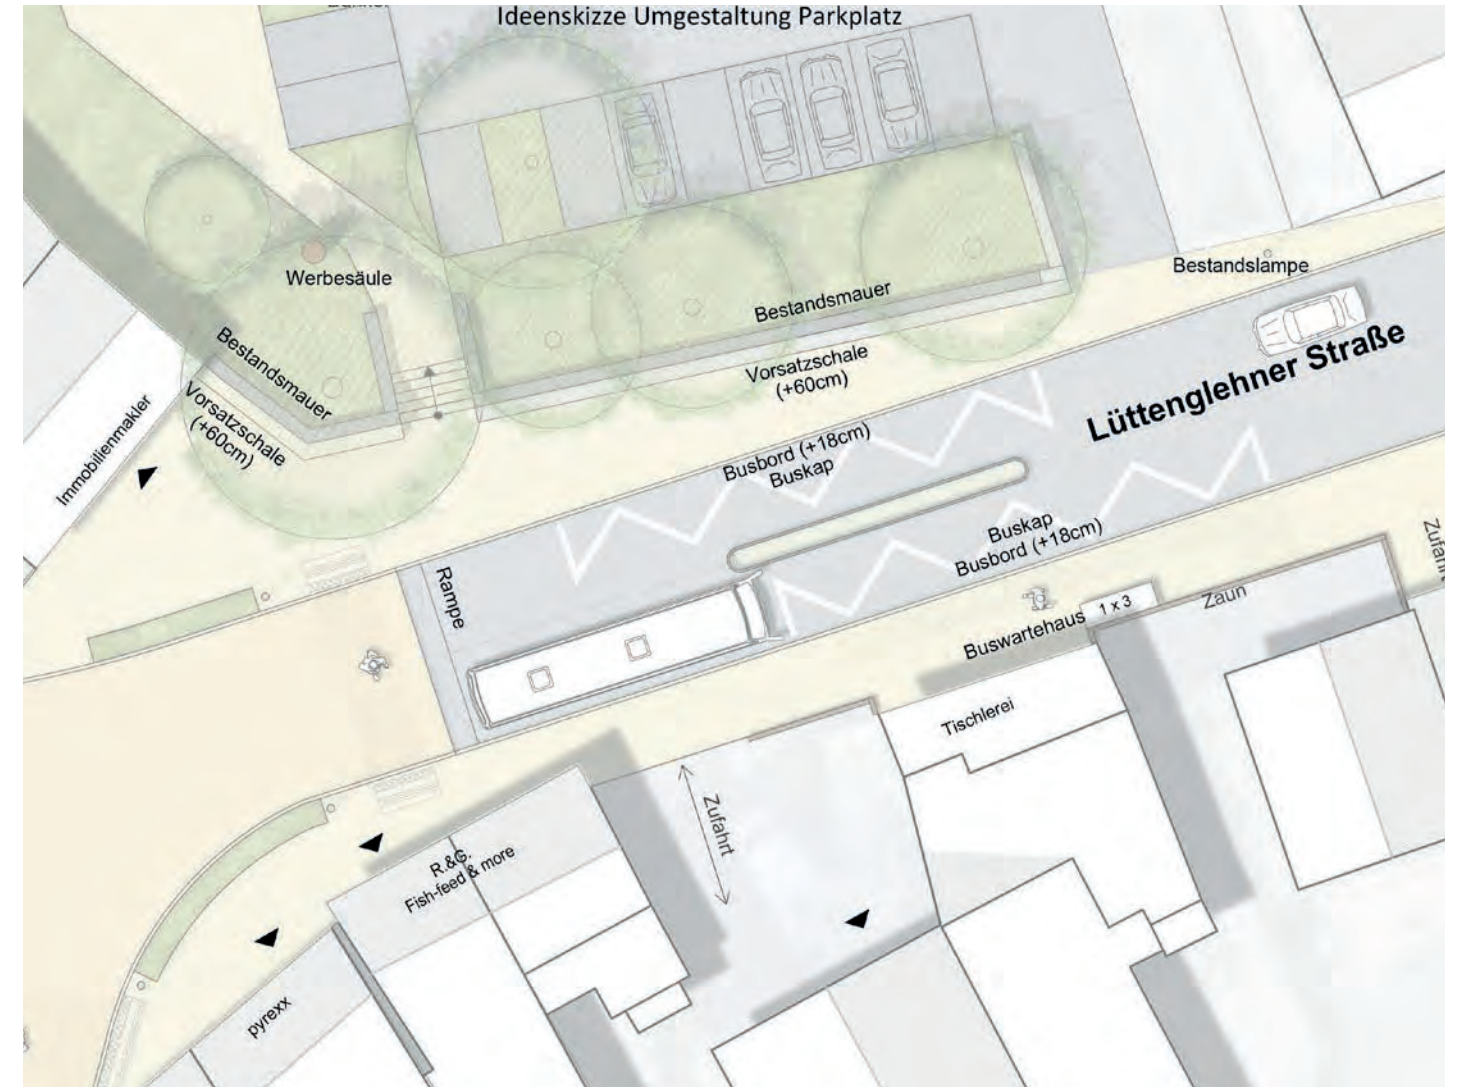 Ideenskizze Umgestaltung Parkplatz
Werbesäule
Bestandslampe
Bestandsmauer
Bestandsmauer
Vorsatzschale
(+60cm)
Vorsatzschale
(+60cm)
Immobilienmakler
Lüttenglehner Straße
Busbord (+18cm)
Buskap
Buskap
Busbord (+18cm)
Rampe
Zufahrt
Buswartehaus
1 x 3
Zaun
Tischlerei
Zufahrt
R.&G.
Fish-feed & more
pyrexx